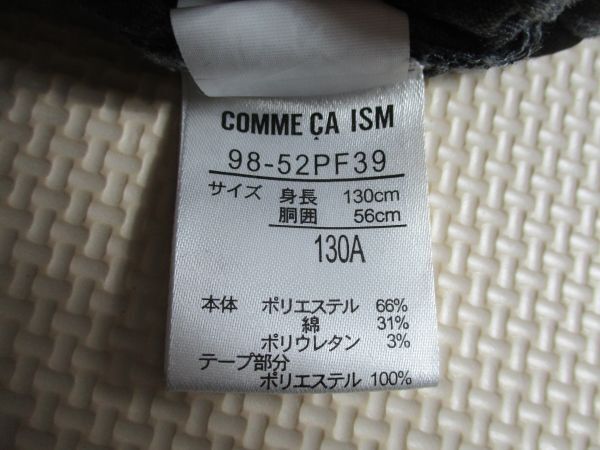 COMME ÇA ISM
98-52PF39
サイズ 身長 130cm
胴囲 56cm
130A
本体 ポリエステル 66%
綿 31%
ポリウレタン 3%
テープ部分
ポリエステル 100%